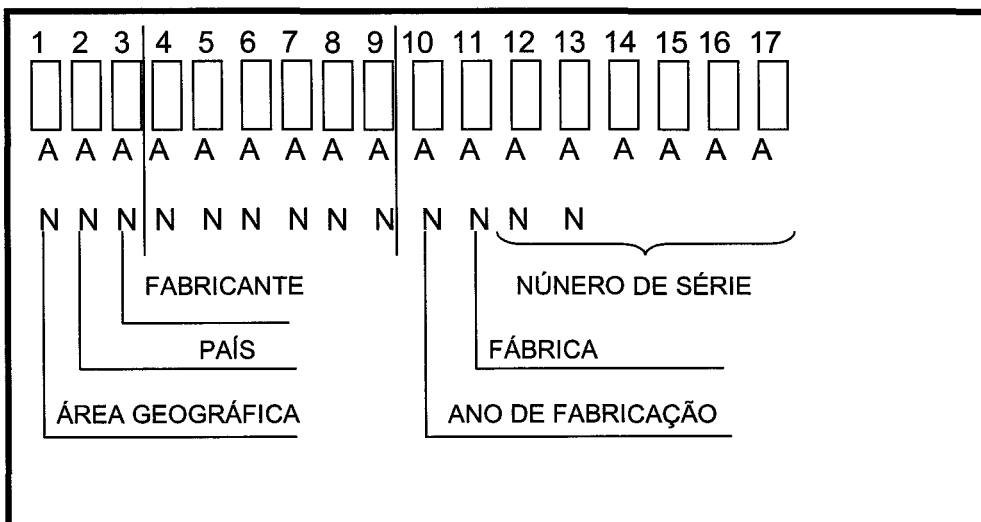 1 2 3 4 5 6 7 8 9 10 11 12 13 14 15 16 17
A A A A A A A A A A A A A A A A A
N N N N N N N N N N N N N
FABRICANTE NÚNERO DE SÉRIE
PAÍS FÁBRICA
ÁREA GEOGRÁFICA ANO DE FABRICAÇÃO